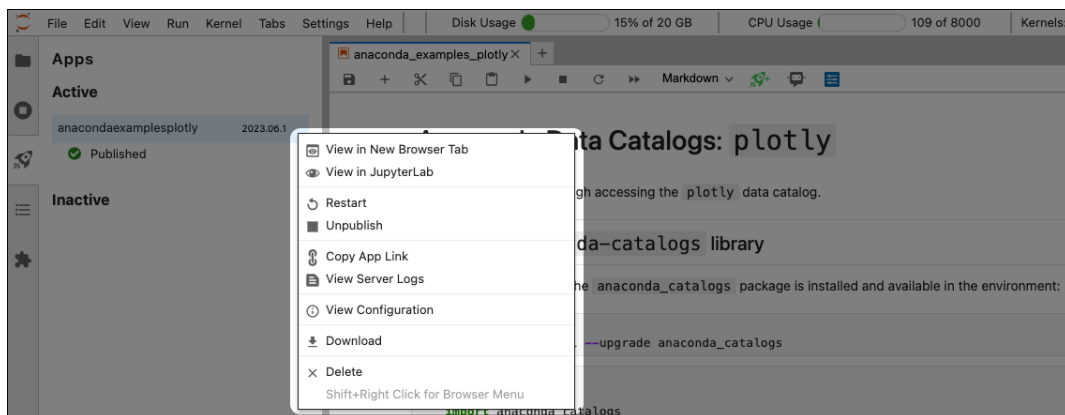 File Edit View Run Kernel Tabs Settings Help Disk Usage 15% of 20 GB CPU Usage 109 of 8000 Kernels:
Apps
Active
anacondaexamplesplotly 2023.06.1
Published
Inactive
anaconda_examples_plotly
Markdown
ta Catalogs: plotly
gh accessing the plotly data catalog.
da-catalogs library
he anaconda_catalogs package is installed and available in the environment:
--upgrade anaconda_catalogs
import anaconda_catalogs
View in New Browser Tab
View in JupyterLab
Restart
Unpublish
Copy App Link
View Server Logs
View Configuration
Download
Delete
Shift+Right Click for Browser Menu